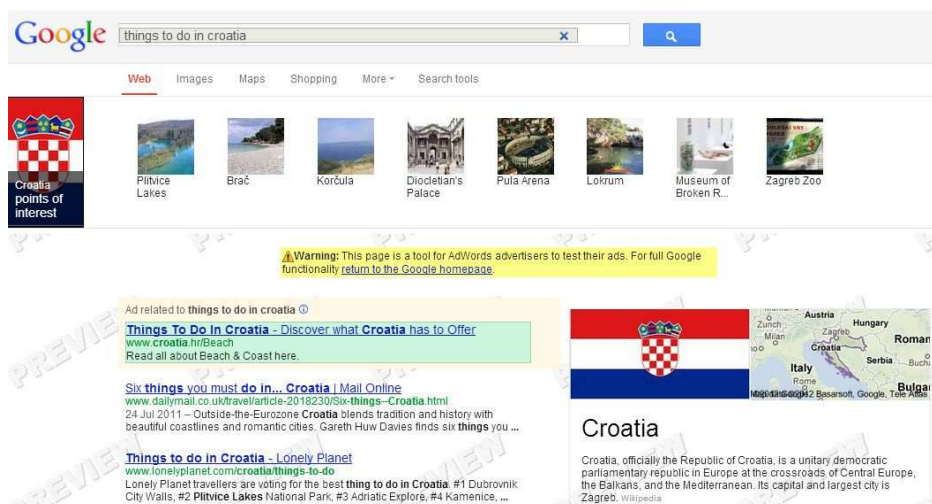 Google things to do in croatia ×
Web Images Maps Shopping More Search tools
Croatia
points of
interest
Plitvice
Lakes
Brač
Korčula
Diocletian's
Palace
Pula Arena
Lokrum
Museum of
Broken R...
Zagreb Zoo
Warning: This page is a tool for AdWords advertisers to test their ads. For full Google
functionality return to the Google homepage.
Ad related to things to do in croatia
Things To Do In Croatia - Discover what Croatia has to Offer
www.croatia.hr/Beach
Read all about Beach & Coast here.
Six things you must do in... Croatia | Mail Online
www.dailymail.co.uk/travel/article-2018230/Six-things--Croatia.html
24 Jul 2011 – Outside-the-Eurozone Croatia blends tradition and history with
beautiful coastlines and romantic cities. Gareth Huw Davies finds six things you ...
Things to do in Croatia - Lonely Planet
www.lonelyplanet.com/croatia/things-to-do
Lonely Planet travellers are voting for the best thing to do in Croatia. #1 Dubrovnik
City Walls, #2 Plitvice Lakes National Park, #3 Adriatic Explore, #4 Kamenice, ...
Austria
Zurich
Hungary
Milan
Zagreb
Roman
Croatia
Serbia
Buch
Italy
Rome
Bulga
Basarsoft, Google, Tele Atlas
Croatia
Croatia, officially the Republic of Croatia, is a unitary democratic
parliamentary republic in Europe at the crossroads of Central Europe,
the Balkans, and the Mediterranean. Its capital and largest city is
Zagreb. Wikipedia
PREVIEW
PREVIEW